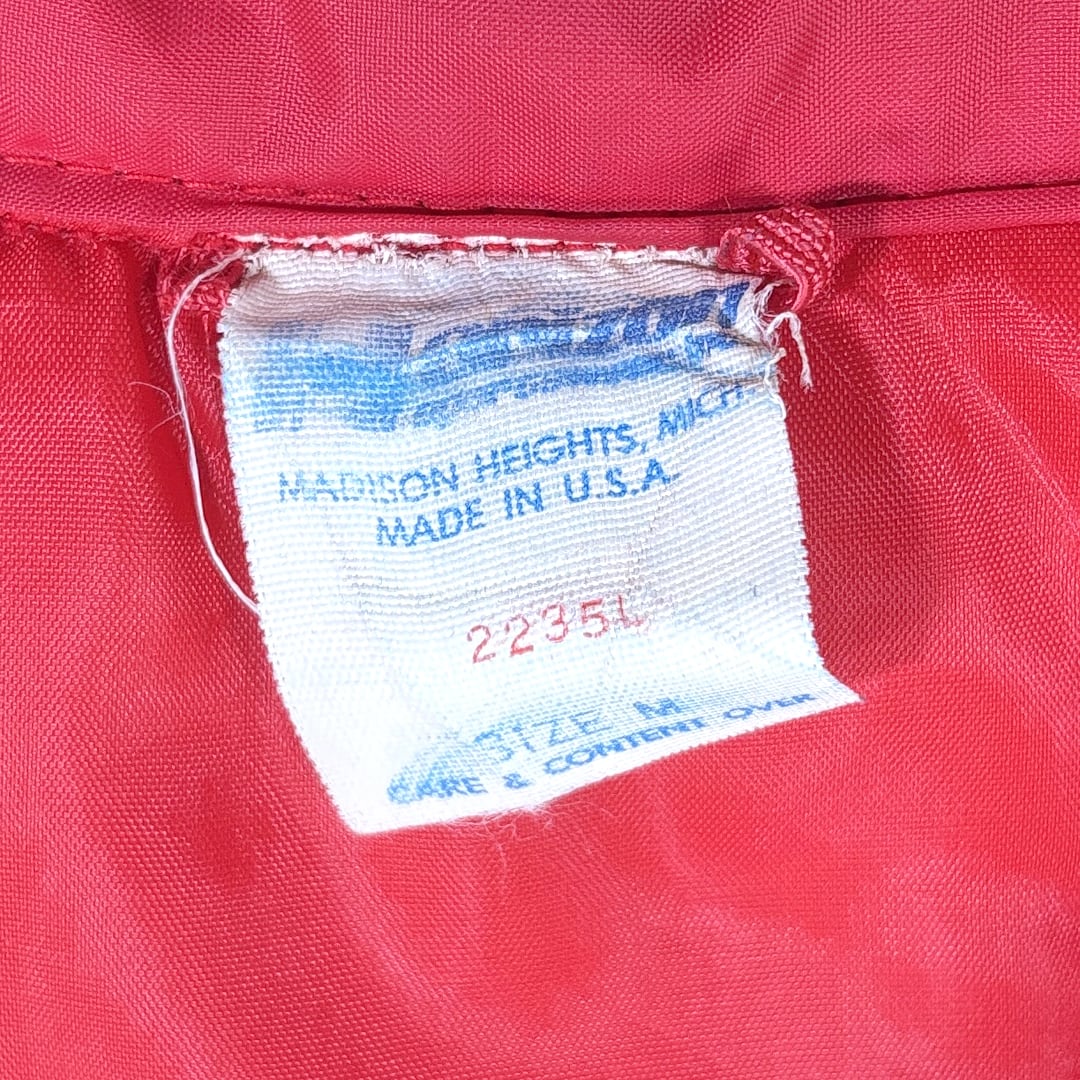 MADISON HEIGHTS, MICH
MADE IN U.S.A.
2235L
SIZE M
CARE & CONTENT OVER